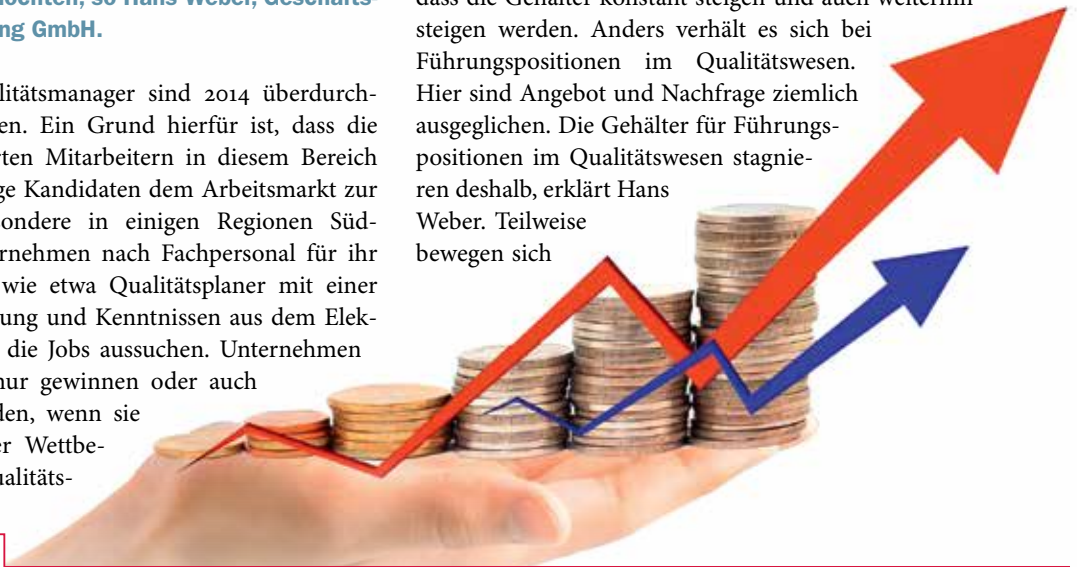 so Hans Weber, Geschäfts-
ng GmbH.
litätsmanager sind 2014 überdurch-
en. Ein Grund hierfür ist, dass die
rten Mitarbeitern in diesem Bereich
ge Kandidaten dem Arbeitsmarkt zur
sondere in einigen Regionen Süd-
rnehmen nach Fachpersonal für ihr
wie etwa Qualitätsplaner mit einer
ung und Kenntnissen aus dem Elek-
die Jobs aussuchen. Unternehmen
nur gewinnen oder auch
den, wenn sie
er Wettbe-
ualitäts-
dass die Gehälter konstant steigen und auch weiterhin
steigen werden. Anders verhält es sich bei
Führungspositionen im Qualitätswesen.
Hier sind Angebot und Nachfrage ziemlich
ausgeglichen. Die Gehälter für Führungs-
positionen im Qualitätswesen stagnie-
ren deshalb, erklärt Hans
Weber. Teilweise
bewegen sich